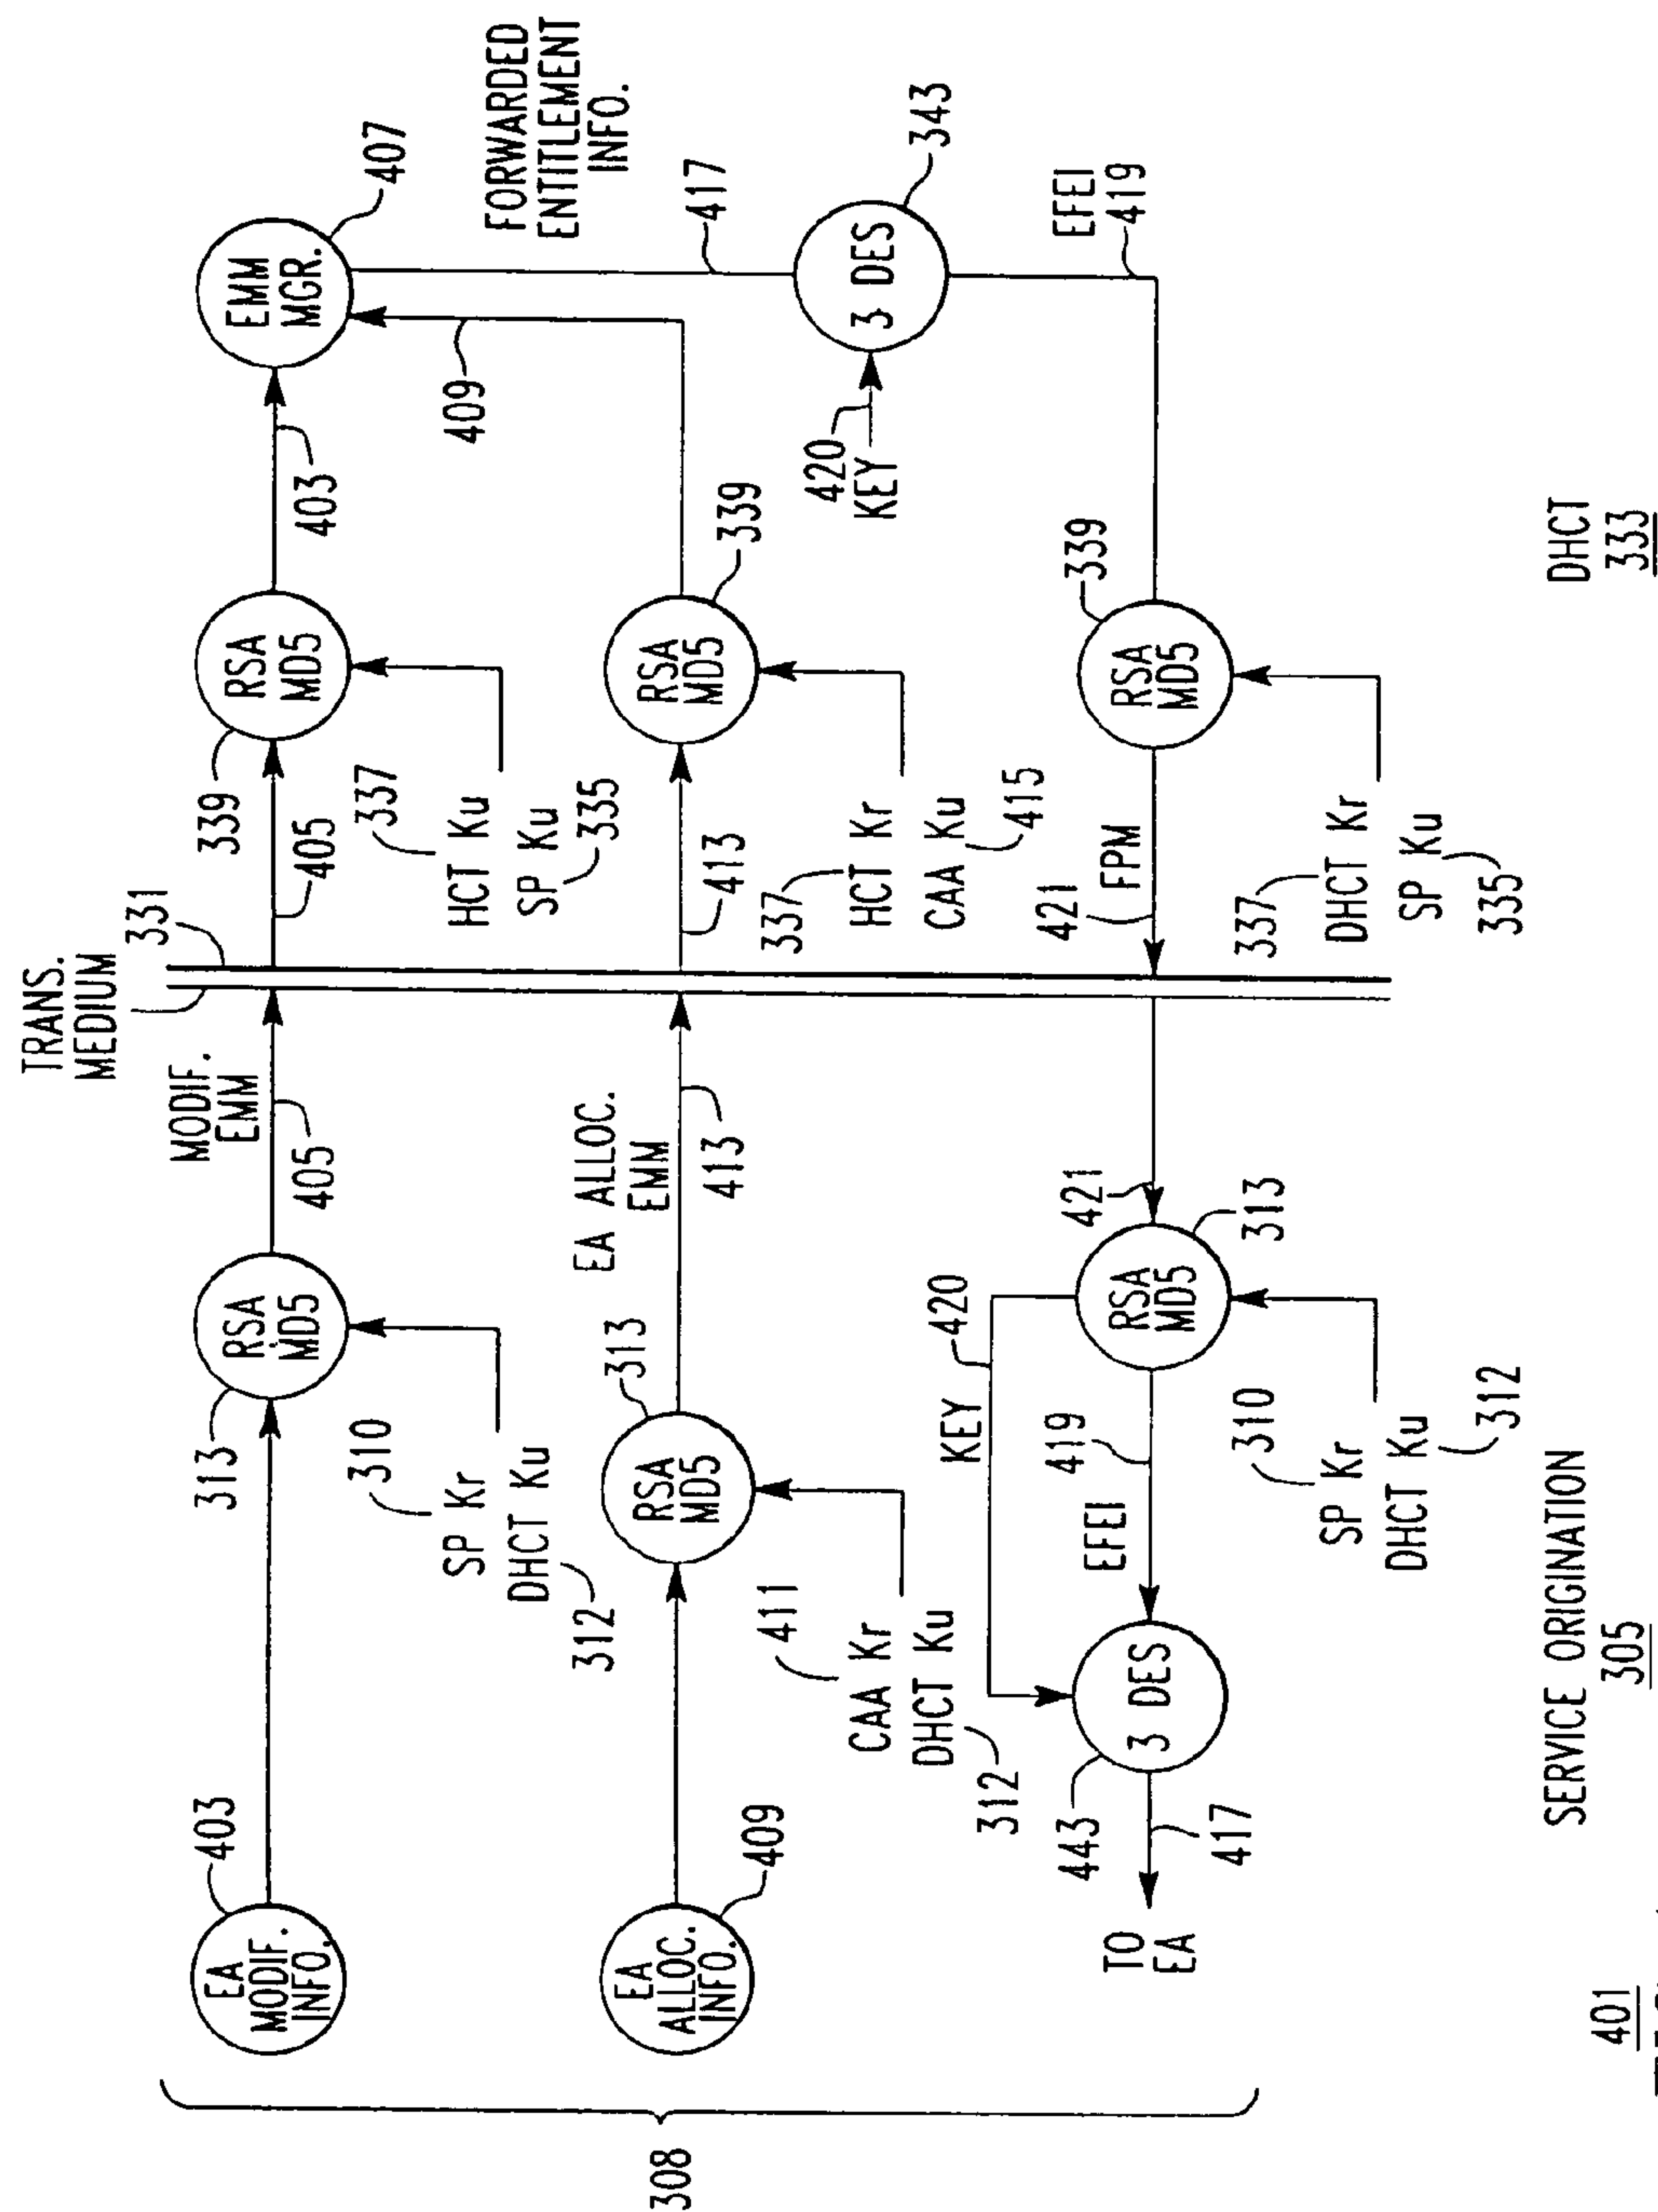 TRANS.
MEDIUM
331
EA
MODIF.
INFO.
403
313
RSA
MD5
MODIF.
EMM
405
405
339
RSA
MD5
403
EMM
MGR.
407
310
SP Kr
DHCT Ku
312
337
HCT Ku
SP Ku
335
409
FORWARDED
ENTITLEMENT
INFO.
417
EA
ALLOC.
INFO.
409
RSA
MD5
313
EA ALLOC.
EMM
413
413
RSA
MD5
339
411
CAA Kr
DHCT Ku
312
337
HCT Kr
CAA Ku
415
420
KEY
3 DES
343
EFEI
419
308
TO
EA
417
443
3 DES
KEY
420
EFEI
419
RSA
MD5
313
421
421
FPM
RSA
MD5
339
310
SP Kr
DHCT Ku
312
337
DHCT Kr
SP Ku
335
401
SERVICE ORIGINATION
305
DHCT
333